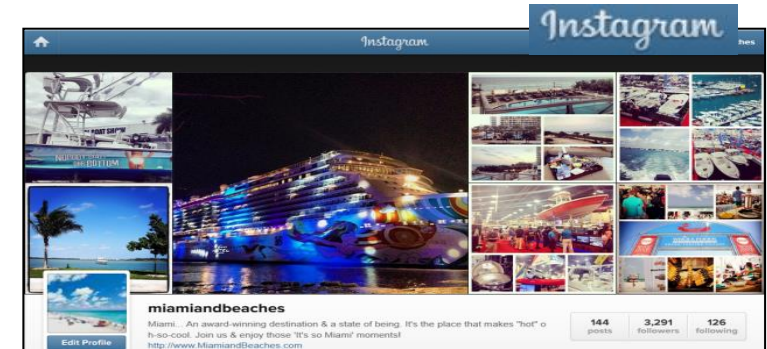 Instagram
Instagram
hes
miamiandbeaches
Miami... An award-winning destination & a state of being. It's the place that makes "hot" o
h-so-cool. Join us & enjoy those 'It's so Miami' moments!
http://www.MiamiandBeaches.com
144
posts
3,291
followers
126
following
Edit Profile